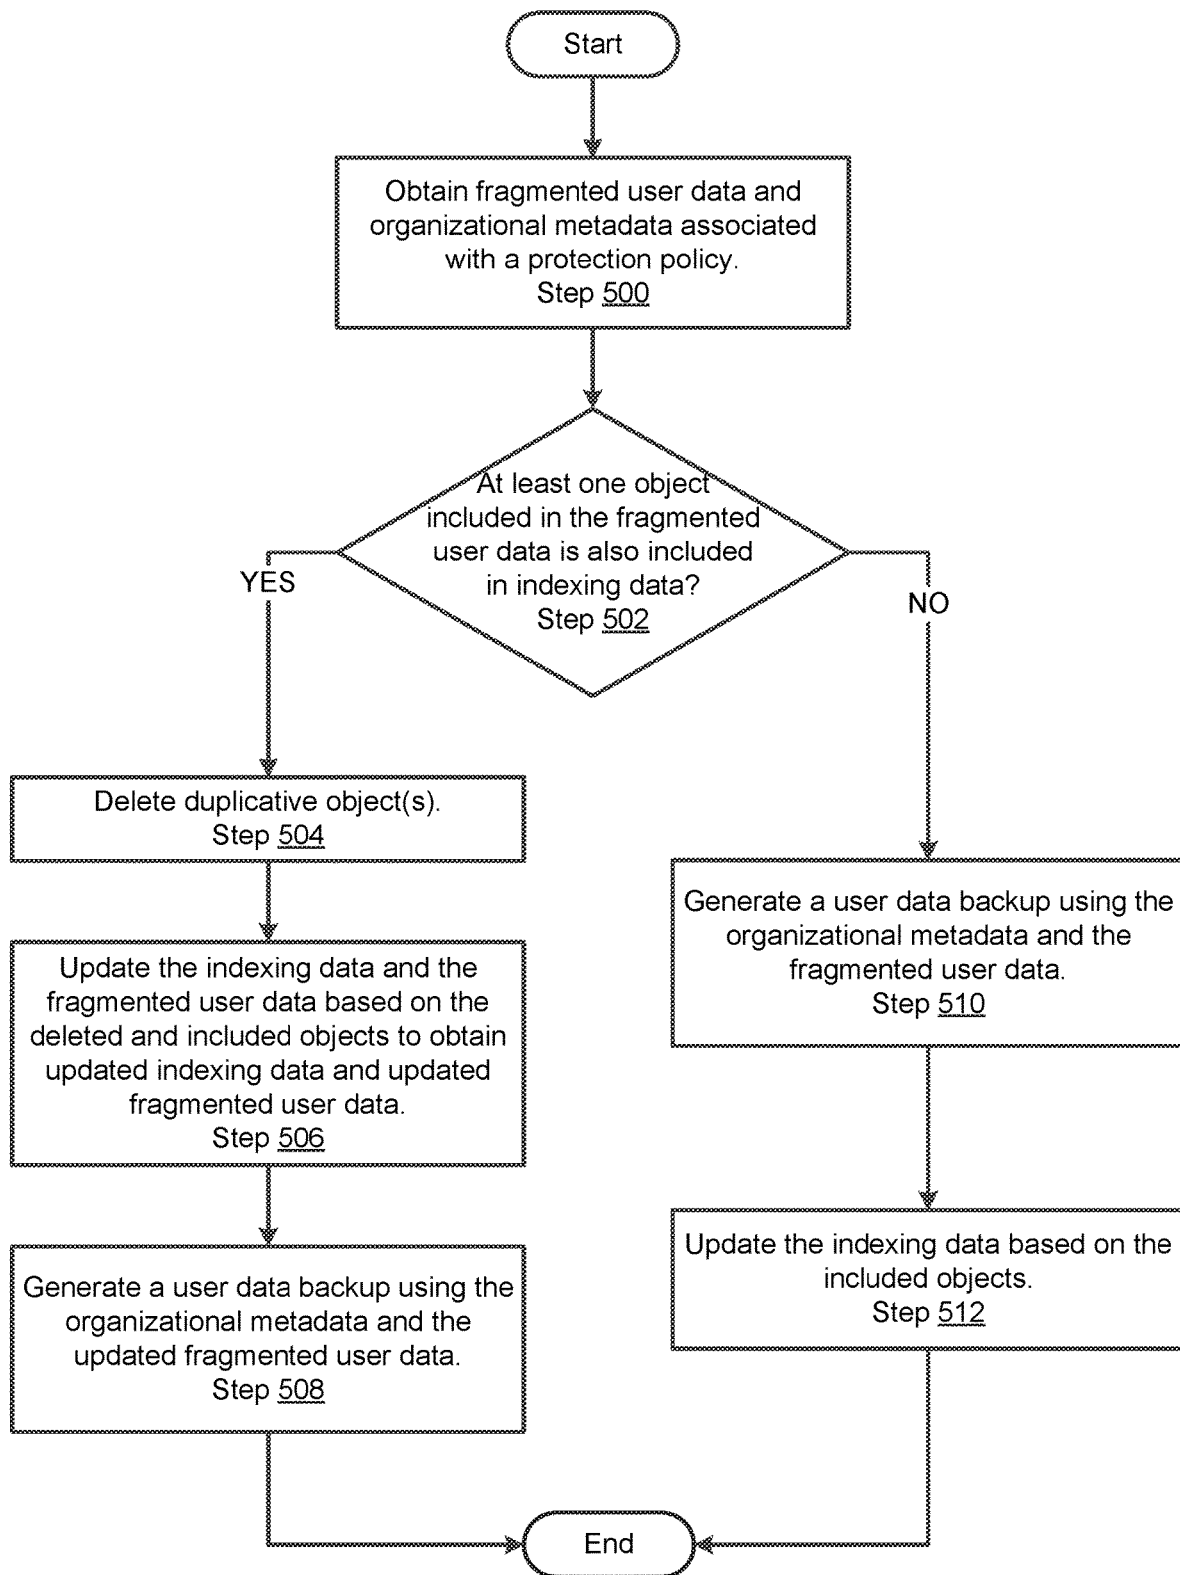 Start
Obtain fragmented user data and
organizational metadata associated
with a protection policy.
Step 500
At least one object
included in the fragmented
user data is also included
in indexing data?
Step 502
YES
NO
Delete duplicative object(s).
Step 504
Update the indexing data and the
fragmented user data based on the
deleted and included objects to obtain
updated indexing data and updated
fragmented user data.
Step 506
Generate a user data backup using the
organizational metadata and the
updated fragmented user data.
Step 508
Generate a user data backup using the
organizational metadata and the
fragmented user data.
Step 510
Update the indexing data based on the
included objects.
Step 512
End